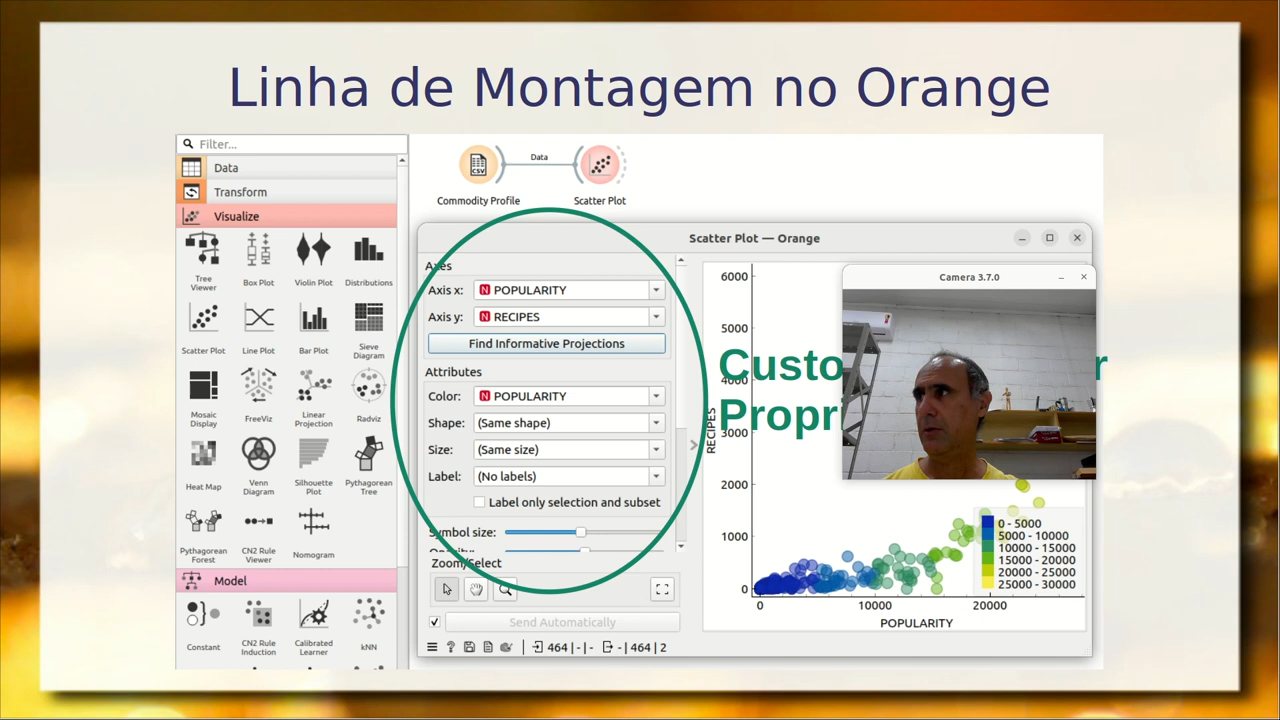 Linha de Montagem no Orange
Filter...
Data
Transform
Visualize
Tree Viewer
Box Plot
Violin Plot
Distributions
Scatter Plot
Line Plot
Bar Plot
Sieve Diagram
Mosaic Display
FreeViz
Linear Projection
Radviz
Heat Map
Venn Diagram
Silhouette Plot
Pythagorean Tree
Pythagorean Forest
CN2 Rule Viewer
Nomogram
Model
Constant
CN2 Rule Induction
Calibrated Learner
kNN
CSV
Data
Commodity Profile
Scatter Plot
Scatter Plot — Orange
Axes
Axis x: N POPULARITY
Axis y: N RECIPES
Find Informative Projections
Attributes
Color: N POPULARITY
Shape: (Same shape)
Size: (Same size)
Label: (No labels)
Label only selection and subset
Symbol size:
Zoom/Select
Send Automatically
464 | - | -
- | 464 | 2
Camera 3.7.0
6000
5000
4000
3000
2000
1000
0
RECIPES
0
10000
20000
POPULARITY
0 - 5000
5000 - 10000
10000 - 15000
15000 - 20000
20000 - 25000
25000 - 30000